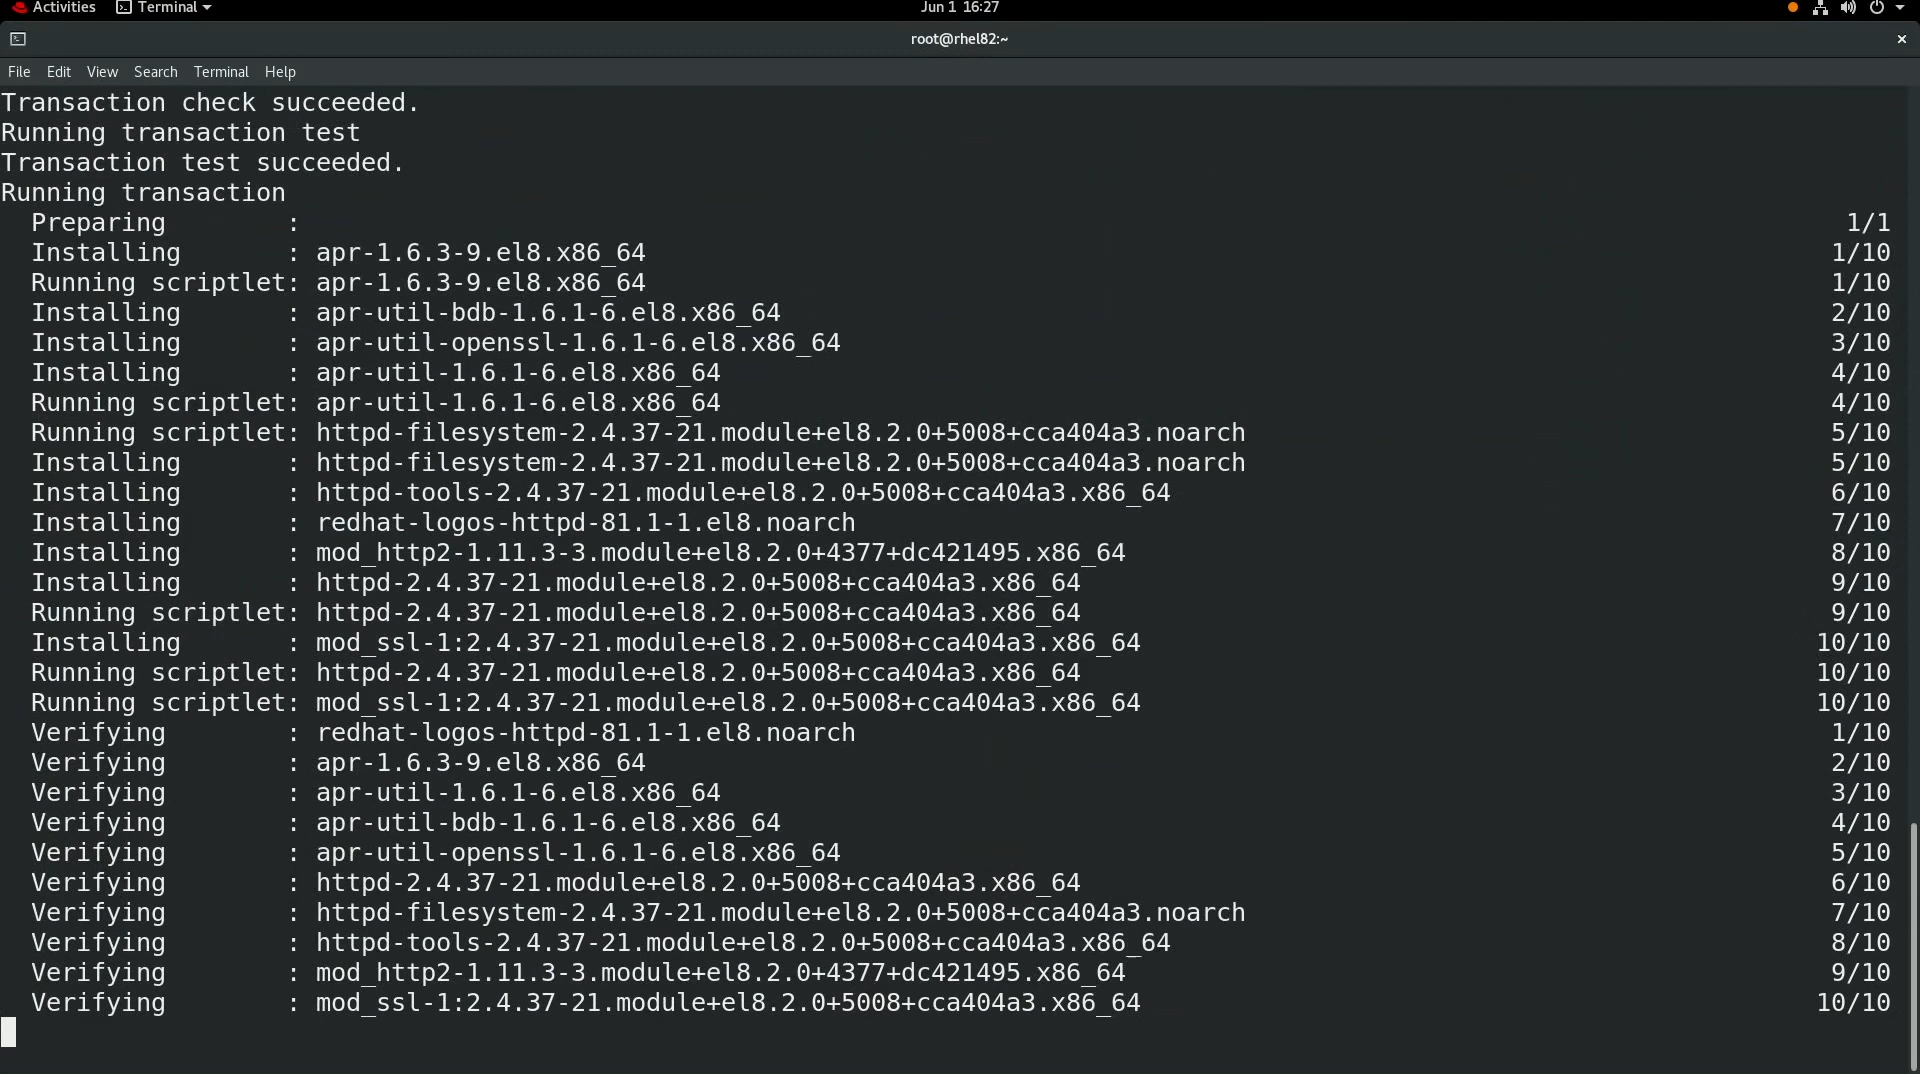 Activities Terminal Jun 1 16:27
root@rhel82:~
File Edit View Search Terminal Help
Transaction check succeeded.
Running transaction test
Transaction test succeeded.
Running transaction
  Preparing        :                                                     1/1
  Installing       : apr-1.6.3-9.el8.x86_64                             1/10
  Running scriptlet: apr-1.6.3-9.el8.x86_64                             1/10
  Installing       : apr-util-bdb-1.6.1-6.el8.x86_64                    2/10
  Installing       : apr-util-openssl-1.6.1-6.el8.x86_64                3/10
  Installing       : apr-util-1.6.1-6.el8.x86_64                        4/10
  Running scriptlet: apr-util-1.6.1-6.el8.x86_64                        4/10
  Running scriptlet: httpd-filesystem-2.4.37-21.module+el8.2.0+5008+cca404a3.noarch 5/10
  Installing       : httpd-filesystem-2.4.37-21.module+el8.2.0+5008+cca404a3.noarch 5/10
  Installing       : httpd-tools-2.4.37-21.module+el8.2.0+5008+cca404a3.x86_64 6/10
  Installing       : redhat-logos-httpd-81.1-1.el8.noarch               7/10
  Installing       : mod_http2-1.11.3-3.module+el8.2.0+4377+dc421495.x86_64 8/10
  Installing       : httpd-2.4.37-21.module+el8.2.0+5008+cca404a3.x86_64 9/10
  Running scriptlet: httpd-2.4.37-21.module+el8.2.0+5008+cca404a3.x86_64 9/10
  Installing       : mod_ssl-1:2.4.37-21.module+el8.2.0+5008+cca404a3.x86_64 10/10
  Running scriptlet: httpd-2.4.37-21.module+el8.2.0+5008+cca404a3.x86_64 10/10
  Running scriptlet: mod_ssl-1:2.4.37-21.module+el8.2.0+5008+cca404a3.x86_64 10/10
  Verifying        : redhat-logos-httpd-81.1-1.el8.noarch               1/10
  Verifying        : apr-1.6.3-9.el8.x86_64                             2/10
  Verifying        : apr-util-1.6.1-6.el8.x86_64                        3/10
  Verifying        : apr-util-bdb-1.6.1-6.el8.x86_64                    4/10
  Verifying        : apr-util-openssl-1.6.1-6.el8.x86_64                5/10
  Verifying        : httpd-2.4.37-21.module+el8.2.0+5008+cca404a3.x86_64 6/10
  Verifying        : httpd-filesystem-2.4.37-21.module+el8.2.0+5008+cca404a3.noarch 7/10
  Verifying        : httpd-tools-2.4.37-21.module+el8.2.0+5008+cca404a3.x86_64 8/10
  Verifying        : mod_http2-1.11.3-3.module+el8.2.0+4377+dc421495.x86_64 9/10
  Verifying        : mod_ssl-1:2.4.37-21.module+el8.2.0+5008+cca404a3.x86_64 10/10